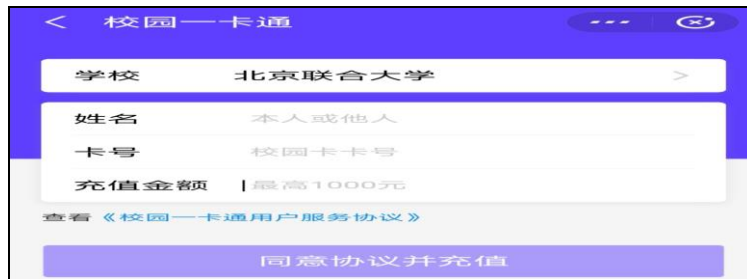 校园一卡通
学校 北京联合大学
姓名 本人或他人
卡号 校园卡卡号
充值金额 最高1000元
查看《校园一卡通用户服务协议》
同意协议并充值